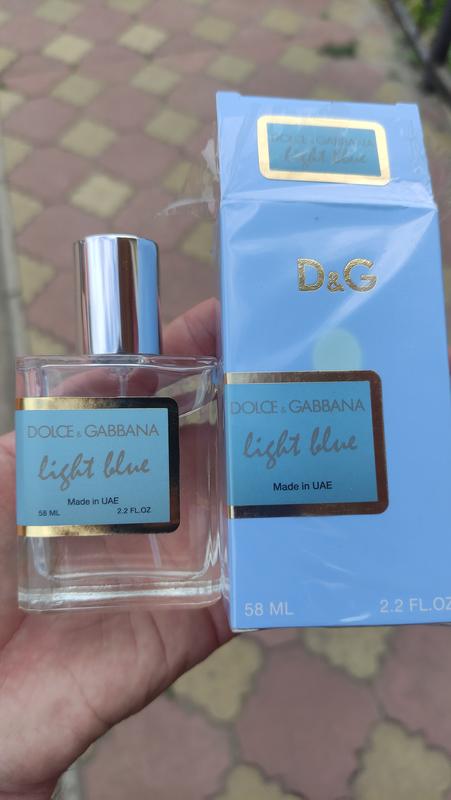 DOLCE & GABBANA
light blue
D&G
DOLCE & GABBANA
light blue
Made in UAE
58 ML 2.2 FL.OZ
DOLCE & GABBANA
light blue
Made in UAE
58 ML 2.2 FL.OZ